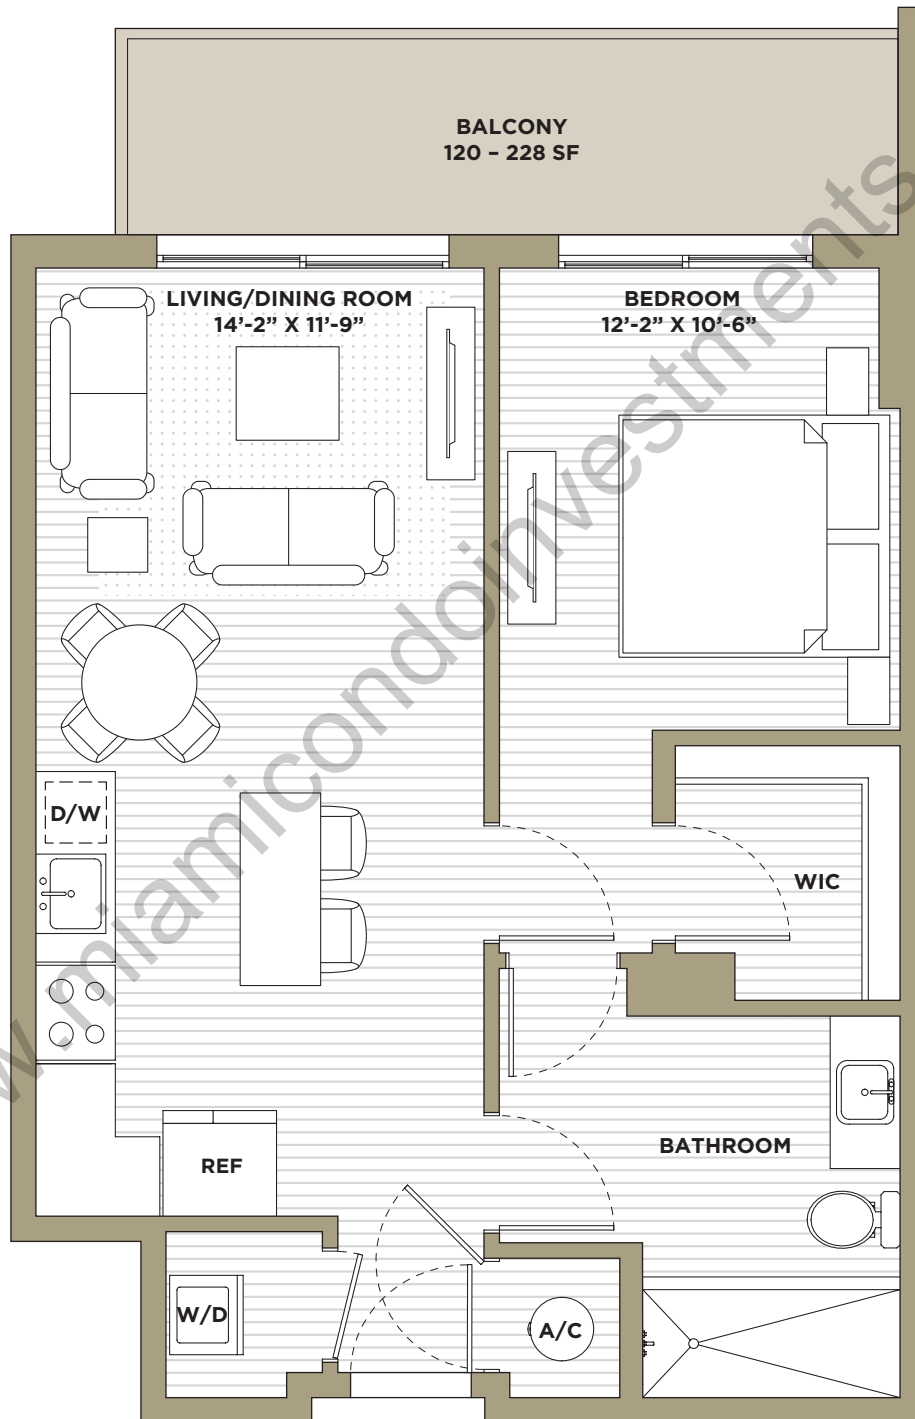 BALCONY
120 – 228 SF
LIVING/DINING ROOM
14’-2” X 11’-9”
BEDROOM
12’-2” X 10’-6”
D/W
WIC
REF
BATHROOM
W/D
A/C
w.miamicondoinvestments